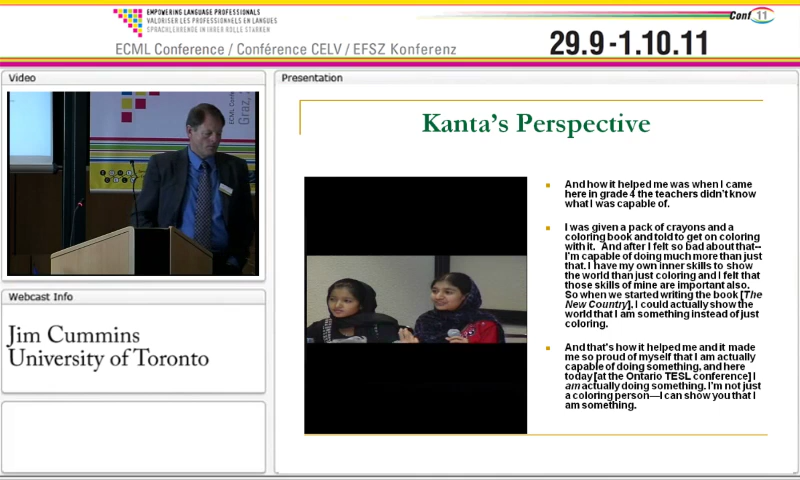 EMPOWERING LANGUAGE PROFESSIONALS
VALORISER LES PROFESSIONNELS EN LANGUES
SPRACHLEHRENDE IN IHRER ROLLE STÄRKEN
ECML Conference / Conférence CELV / EFSZ Konferenz
29.9-1.10.11
Conf 11
Video
ECML Confe
Graz,
Webcast Info
Jim Cummins
University of Toronto
Presentation
Kanta's Perspective
And how it helped me was when I came
here in grade 4 the teachers didn't know
what I was capable of.
I was given a pack of crayons and a
coloring book and told to get on coloring
with it. And after I felt so bad about that--
I'm capable of doing much more than just
that. I have my own inner skills to show
the world than just coloring and I felt that
those skills of mine are important also.
So when we started writing the book [The
New Country], I could actually show the
world that I am something instead of just
coloring.
And that's how it helped me and it made
me so proud of myself that I am actually
capable of doing something, and here
today [at the Ontario TESL conference] I
am actually doing something. I'm not just
a coloring person—I can show you that I
am something.